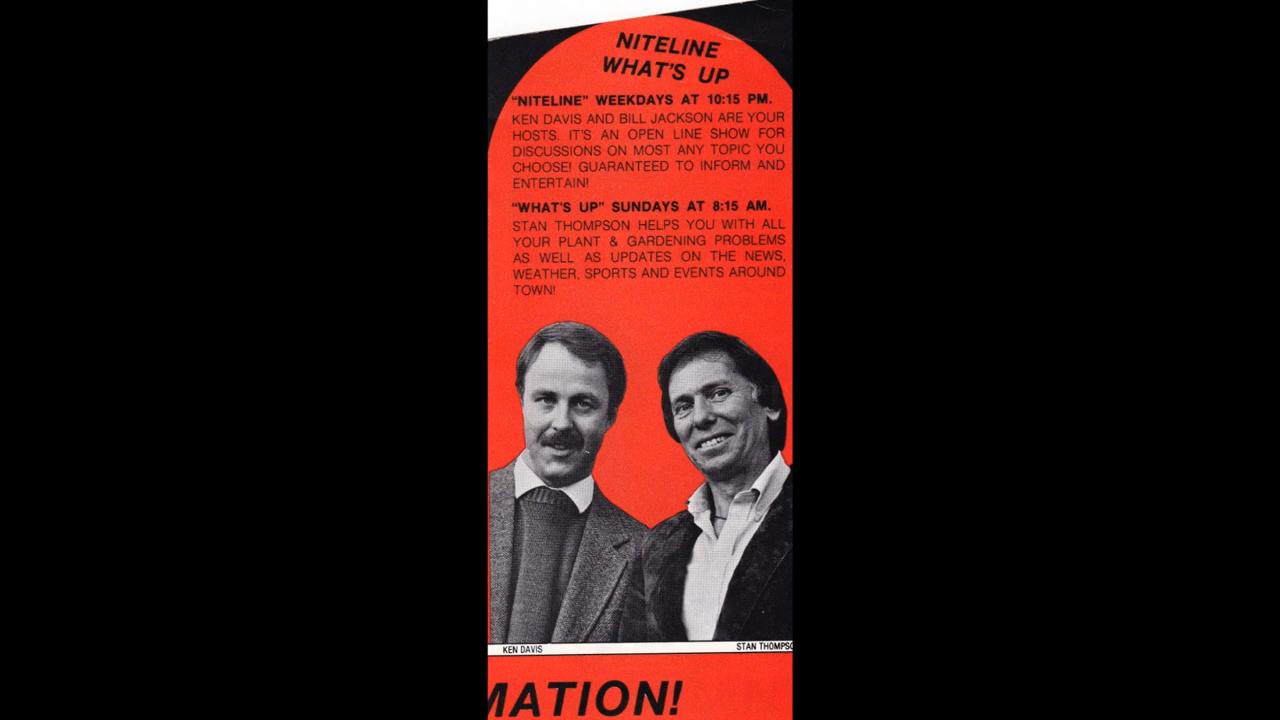 NITELINE
WHAT'S UP
"NITELINE" WEEKDAYS AT 10:15 PM.
KEN DAVIS AND BILL JACKSON ARE YOUR
HOSTS. IT'S AN OPEN LINE SHOW FOR
DISCUSSIONS ON MOST ANY TOPIC YOU
CHOOSE! GUARANTEED TO INFORM AND
ENTERTAIN!
"WHAT'S UP" SUNDAYS AT 8:15 AM.
STAN THOMPSON HELPS YOU WITH ALL
YOUR PLANT & GARDENING PROBLEMS
AS WELL AS UPDATES ON THE NEWS,
WEATHER, SPORTS AND EVENTS AROUND
TOWN!
KEN DAVIS
STAN THOMPSO
MATION!